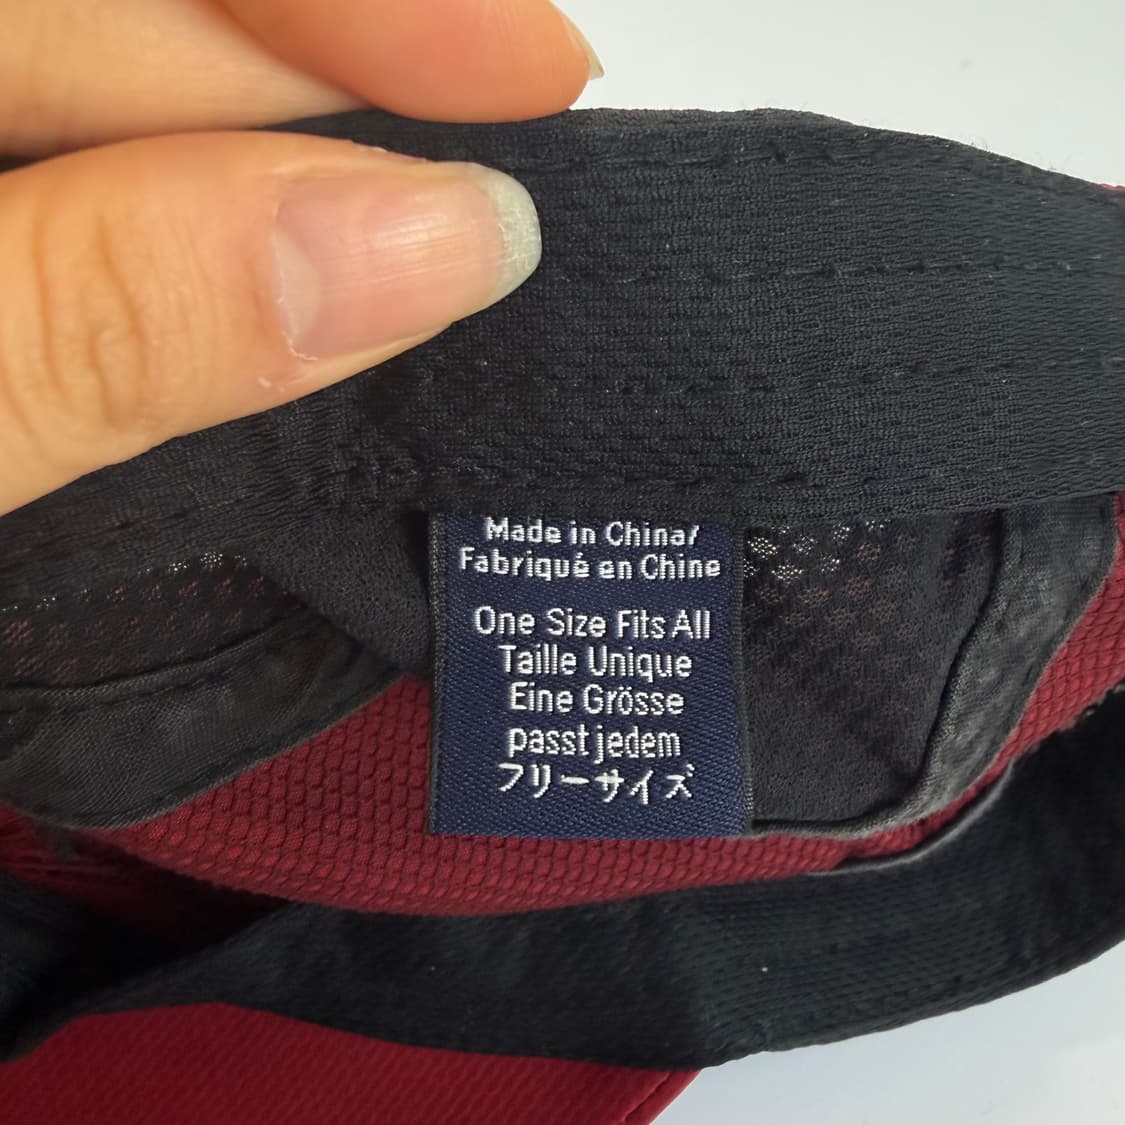 Made in China/
Fabriqué en Chine
One Size Fits All
Taille Unique
Eine Grösse
passt jedem
フリーサイズ